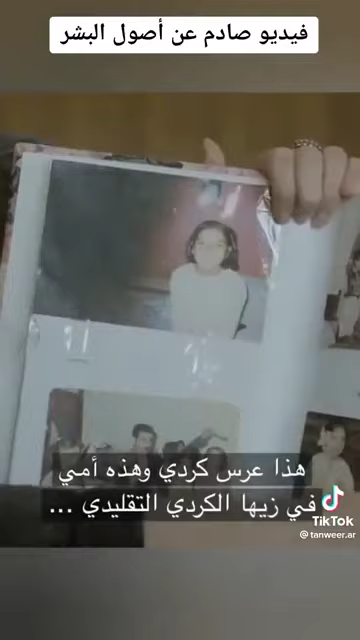 فيديو صادم عن أصول البشر
هذا عرس كردي وهذه أمي
في زيها الكردي التقليدي ...
TikTok
@tanweer.ar